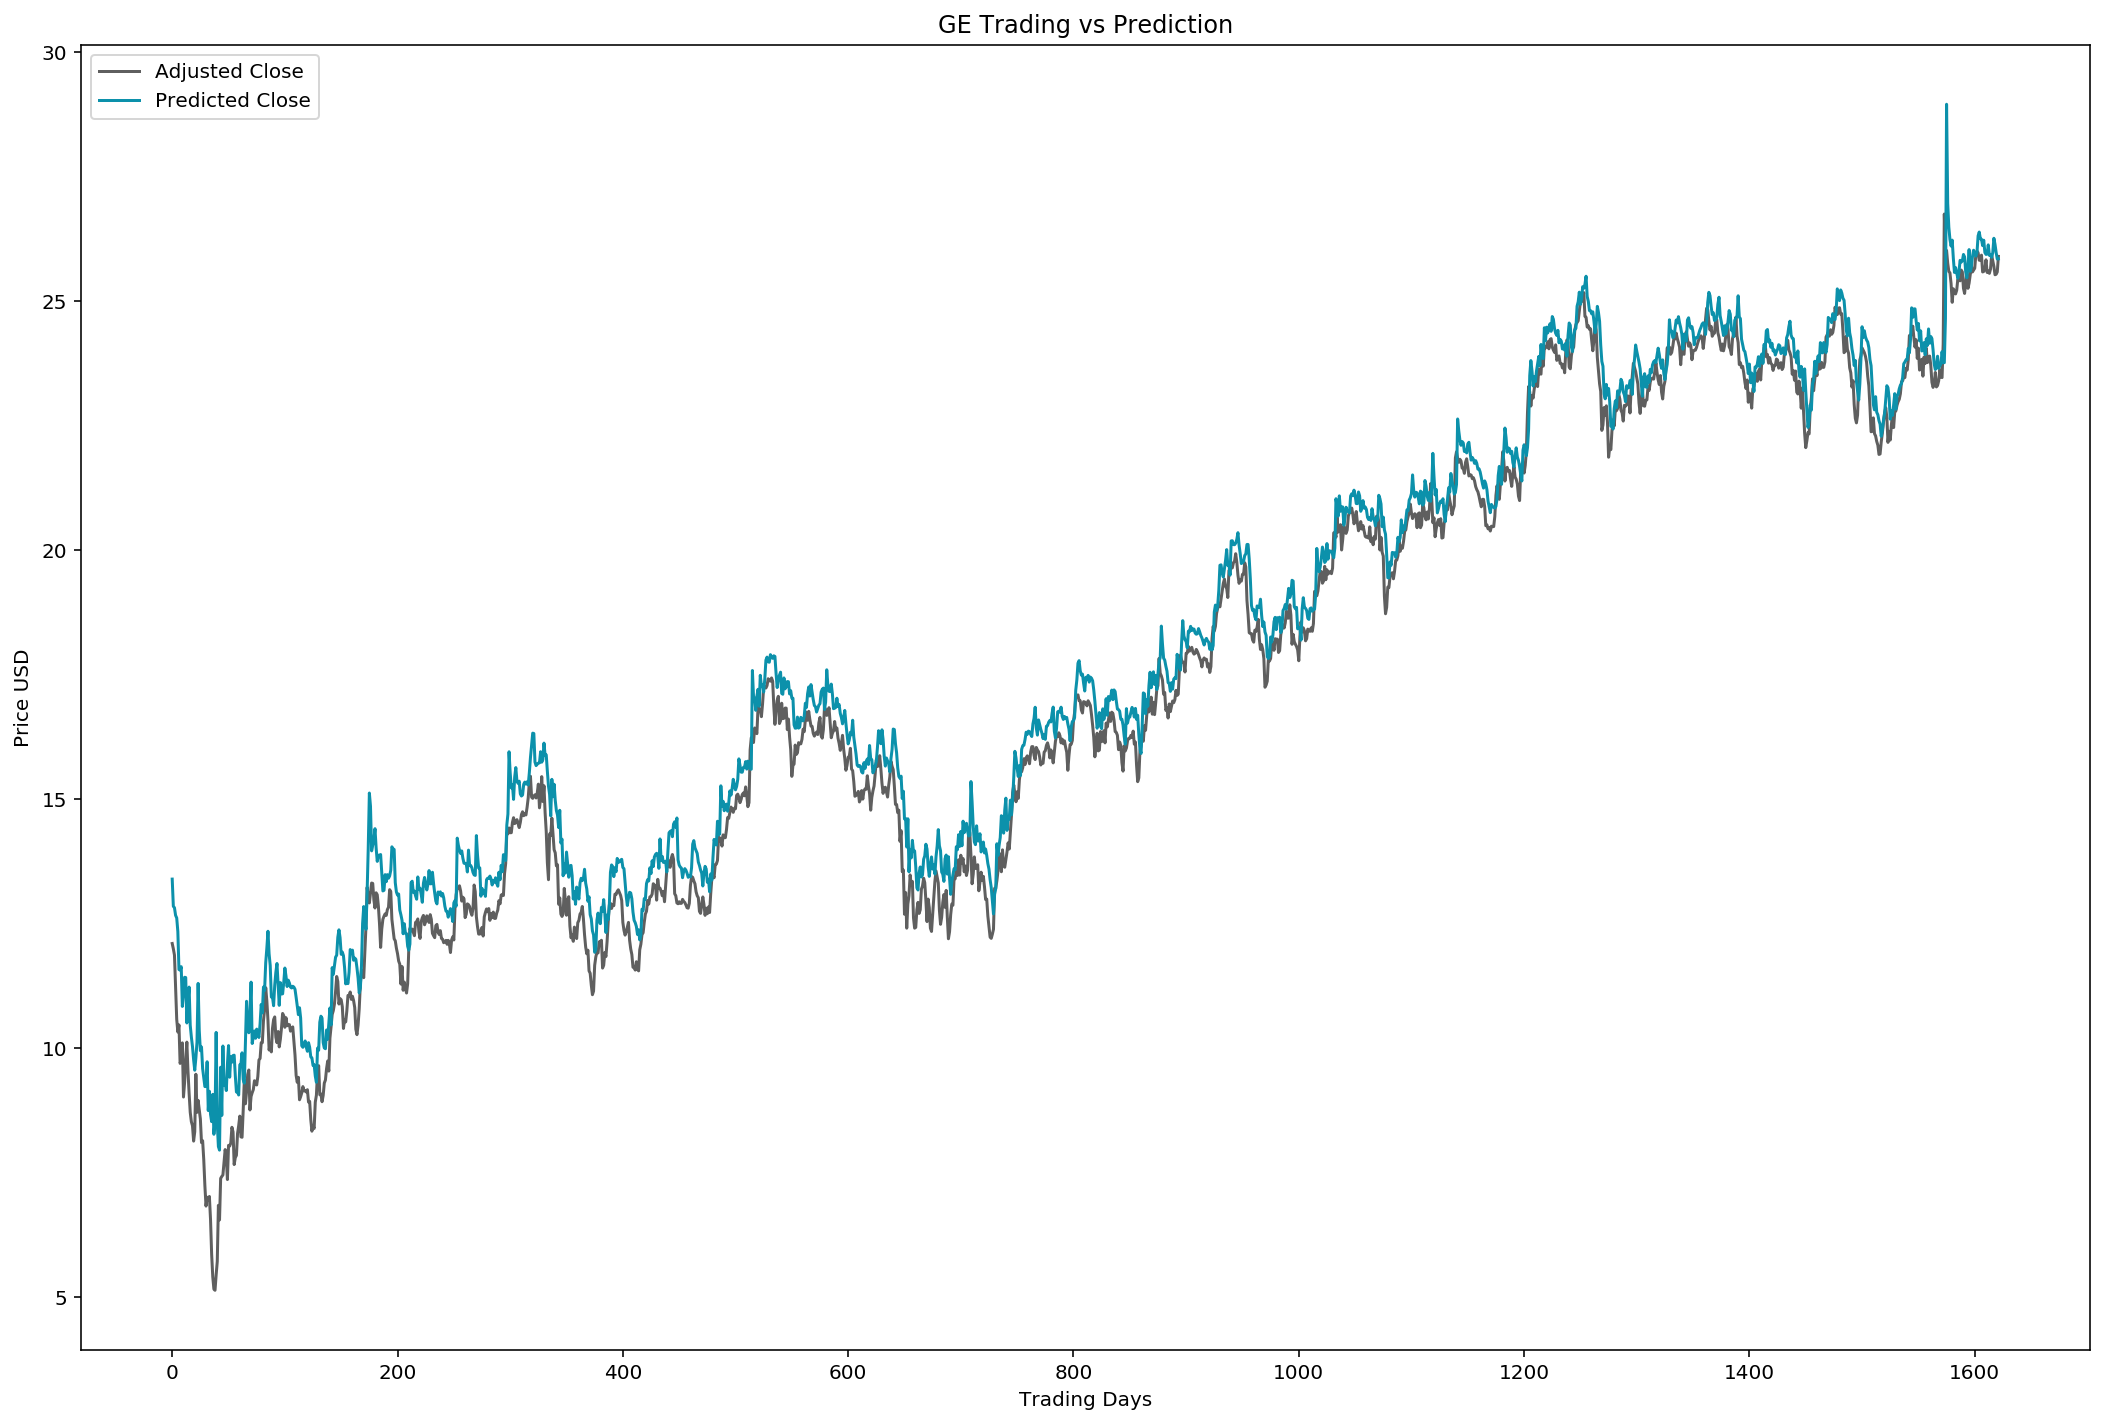 GE Trading vs Prediction
Adjusted Close
Predicted Close
30
25
20
15
10
5
Price USD
0 200 400 600 800 1000 1200 1400 1600
Trading Days